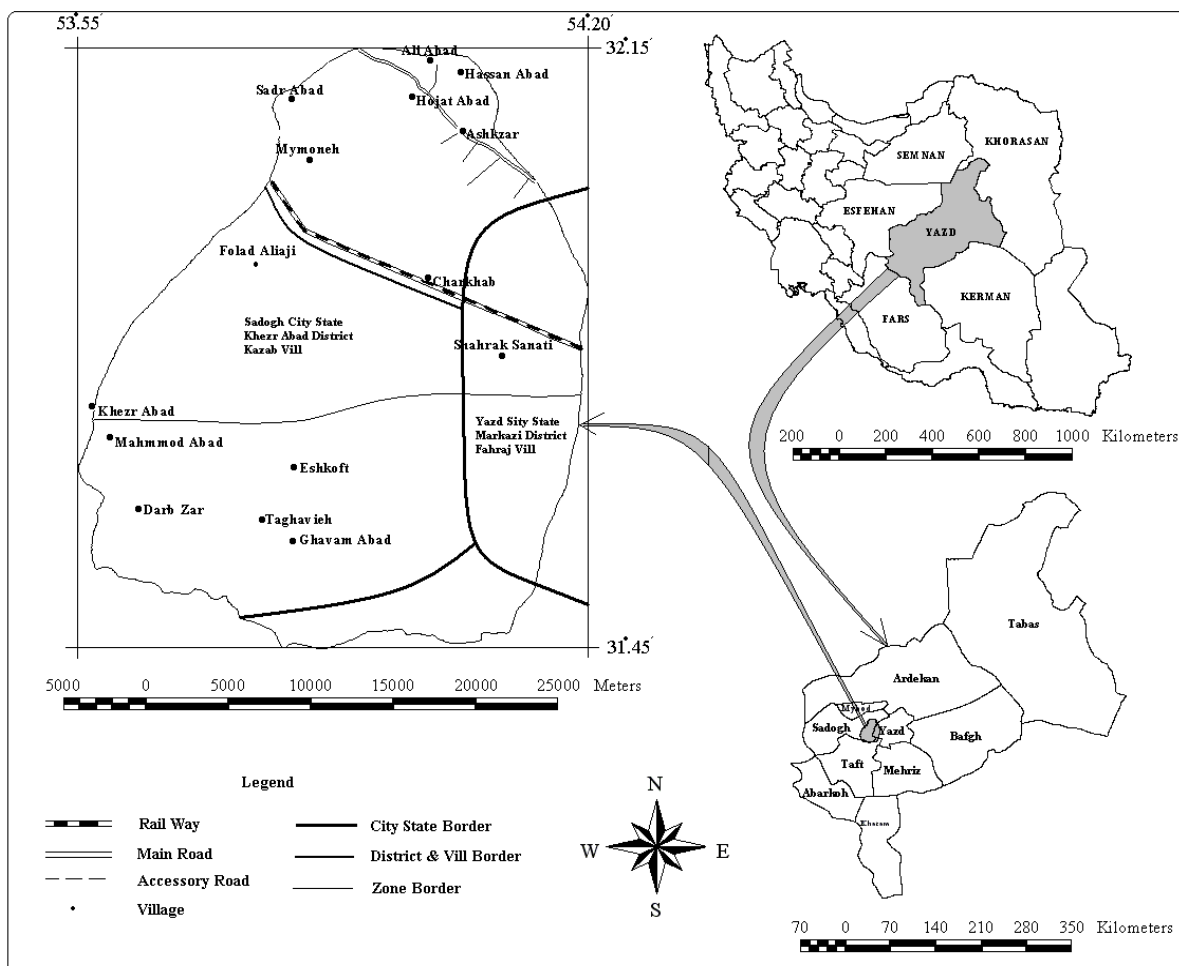 53.55´
54.20´
32.15´
31.45´
Ali Abad
Hassan Abad
Sadr Abad
Hojat Abad
Ashkzar
Mymoneh
Folad Aliaji
Charkhab
Sadogh City State
Khezr Abad District
Kazab Vill
Shahrak Sanati
Khezr Abad
Mahmmod Abad
Yazd Sity State
Markazi District
Fahraj Vill
Eshkoft
Darb Zar
Taghavieh
Ghavam Abad
5000 0 5000 10000 15000 20000 25000 Meters
SEMNAN
KHORASAN
ESFEHAN
YAZD
KERMAN
FARS
200 0 200 400 600 800 1000 Kilometers
Tabas
Ardekan
Sadogh
Yazd
Bafgh
Taft
Mehriz
Abarkoh
70 0 70 140 210 280 350 Kilometers
Legend
Rail Way
Main Road
Accessory Road
Village
City State Border
District & Vill Border
Zone Border
N
W
E
S